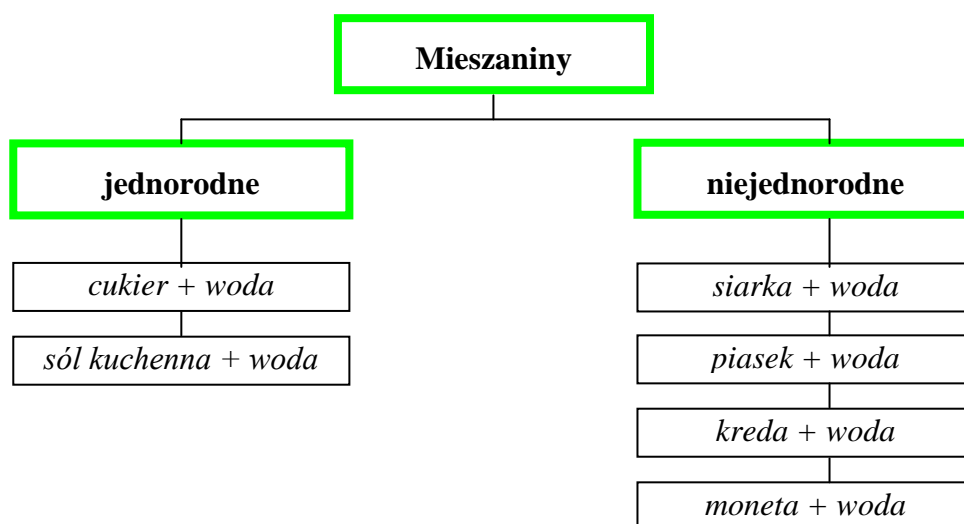 Mieszaniny
jednorodne
niejednorodne
cukier + woda
sól kuchenna + woda
siarka + woda
piasek + woda
kreda + woda
moneta + woda